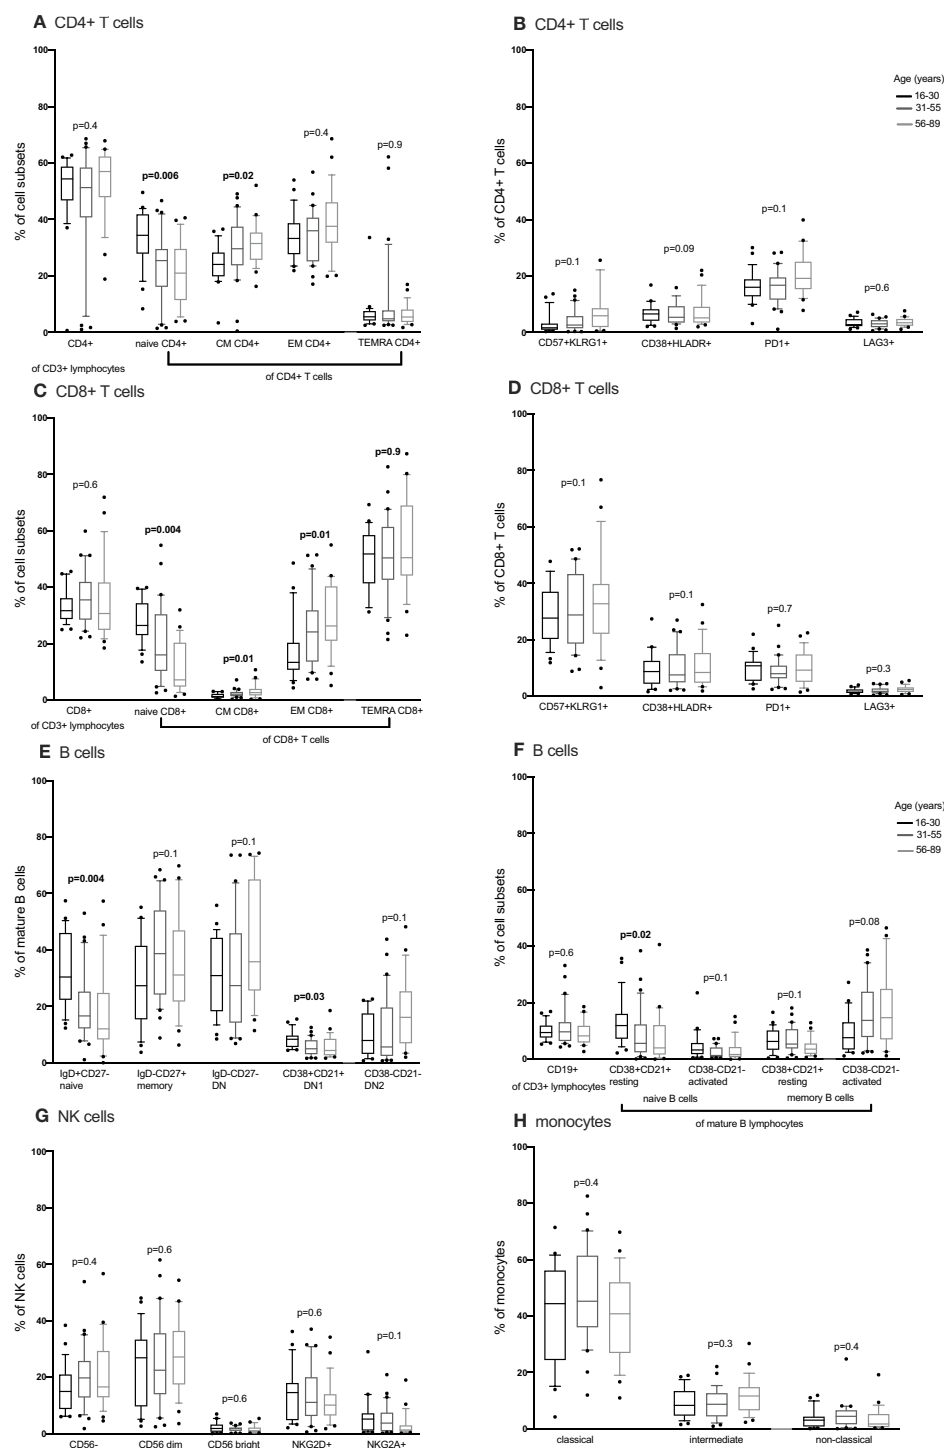 A CD4+ T cells
% of cell subsets
100
80
60
40
20
0
p=0.4
p=0.006
p=0.02
p=0.4
p=0.9
CD4+
naive CD4+
CM CD4+
EM CD4+
TEMRA CD4+
of CD3+ lymphocytes
of CD4+ T cells
B CD4+ T cells
% of CD4+ T cells
100
80
60
40
20
0
Age (years)
16-30
31-55
56-89
p=0.1
p=0.09
p=0.1
p=0.6
CD57+KLRG1+
CD38+HLADR+
PD1+
LAG3+
C CD8+ T cells
% of cell subsets
100
80
60
40
20
0
p=0.6
p=0.004
p=0.01
p=0.01
p=0.9
CD8+
naive CD8+
CM CD8+
EM CD8+
TEMRA CD8+
of CD3+ lymphocytes
of CD8+ T cells
D CD8+ T cells
% of CD8+ T cells
100
80
60
40
20
0
p=0.1
p=0.1
p=0.7
p=0.3
CD57+KLRG1+
CD38+HLADR+
PD1+
LAG3+
E B cells
% of mature B cells
100
80
60
40
20
0
p=0.004
p=0.1
p=0.1
p=0.03
p=0.1
IgD+CD27-
naive
IgD-CD27+
memory
IgD-CD27-
DN
CD38+CD21+
DN1
CD38-CD21-
DN2
F B cells
% of cell subsets
100
80
60
40
20
0
Age (years)
16-30
31-55
56-89
p=0.6
p=0.02
p=0.1
p=0.1
p=0.08
CD19+
of CD3+ lymphocytes
CD38+CD21+
resting
CD38-CD21-
activated
CD38+CD21+
resting
CD38-CD21-
activated
naive B cells
memory B cells
of mature B lymphocytes
G NK cells
% of NK cells
100
80
60
40
20
0
p=0.4
p=0.6
p=0.6
p=0.6
p=0.1
CD56-
CD56 dim
CD56 bright
NKG2D+
NKG2A+
H monocytes
% of monocytes
100
80
60
40
20
0
p=0.4
p=0.3
p=0.4
classical
intermediate
non-classical